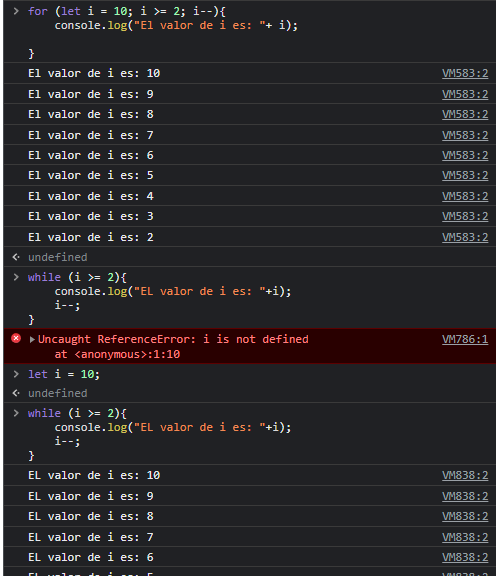 > for (let i = 10; i >= 2; i--){
console.log("El valor de i es: "+ i);
}
El valor de i es: 10 VM583:2
El valor de i es: 9 VM583:2
El valor de i es: 8 VM583:2
El valor de i es: 7 VM583:2
El valor de i es: 6 VM583:2
El valor de i es: 5 VM583:2
El valor de i es: 4 VM583:2
El valor de i es: 3 VM583:2
El valor de i es: 2 VM583:2
undefined
> while (i >= 2){
console.log("EL valor de i es: "+i);
i--;
}
Uncaught ReferenceError: i is not defined VM786:1
at <anonymous>:1:10
> let i = 10;
undefined
> while (i >= 2){
console.log("EL valor de i es: "+i);
i--;
}
EL valor de i es: 10 VM838:2
EL valor de i es: 9 VM838:2
EL valor de i es: 8 VM838:2
EL valor de i es: 7 VM838:2
EL valor de i es: 6 VM838:2